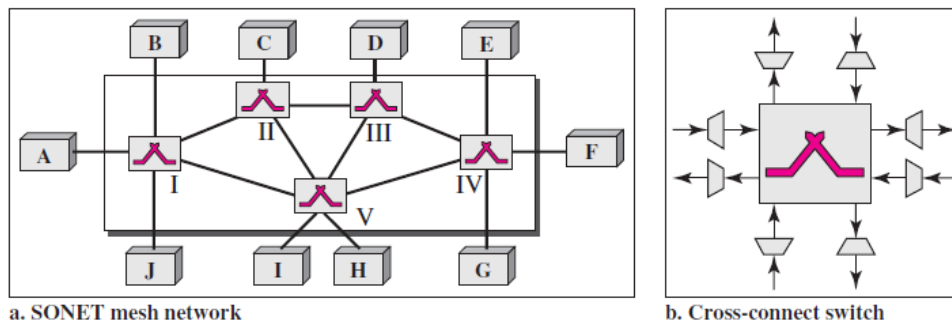 B
C
D
E
A
I
II
III
IV
F
V
J
I
H
G
a. SONET mesh network
b. Cross-connect switch